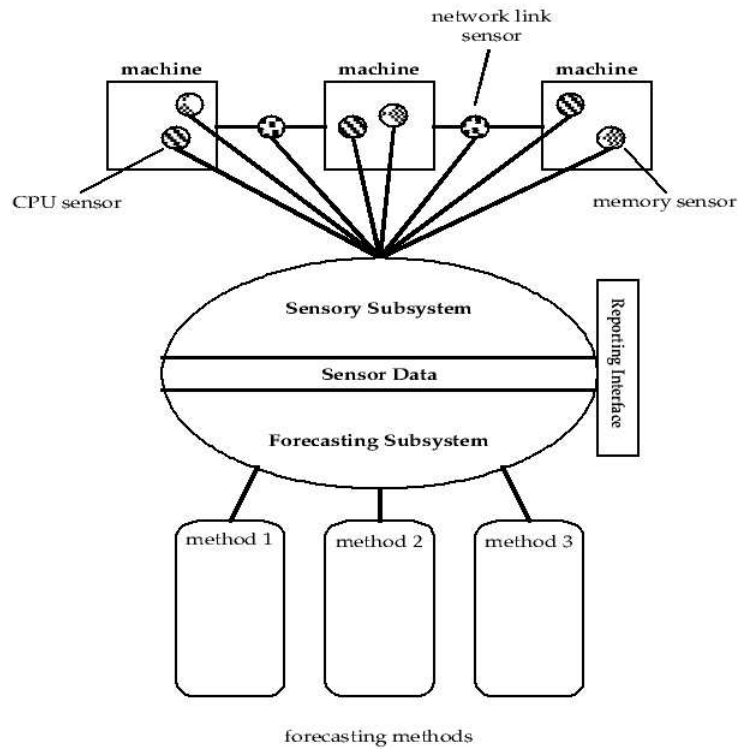 network link
sensor
machine
machine
machine
CPU sensor
memory sensor
Sensory Subsystem
Reporting Interface
Sensor Data
Forecasting Subsystem
method 1
method 2
method 3
forecasting methods